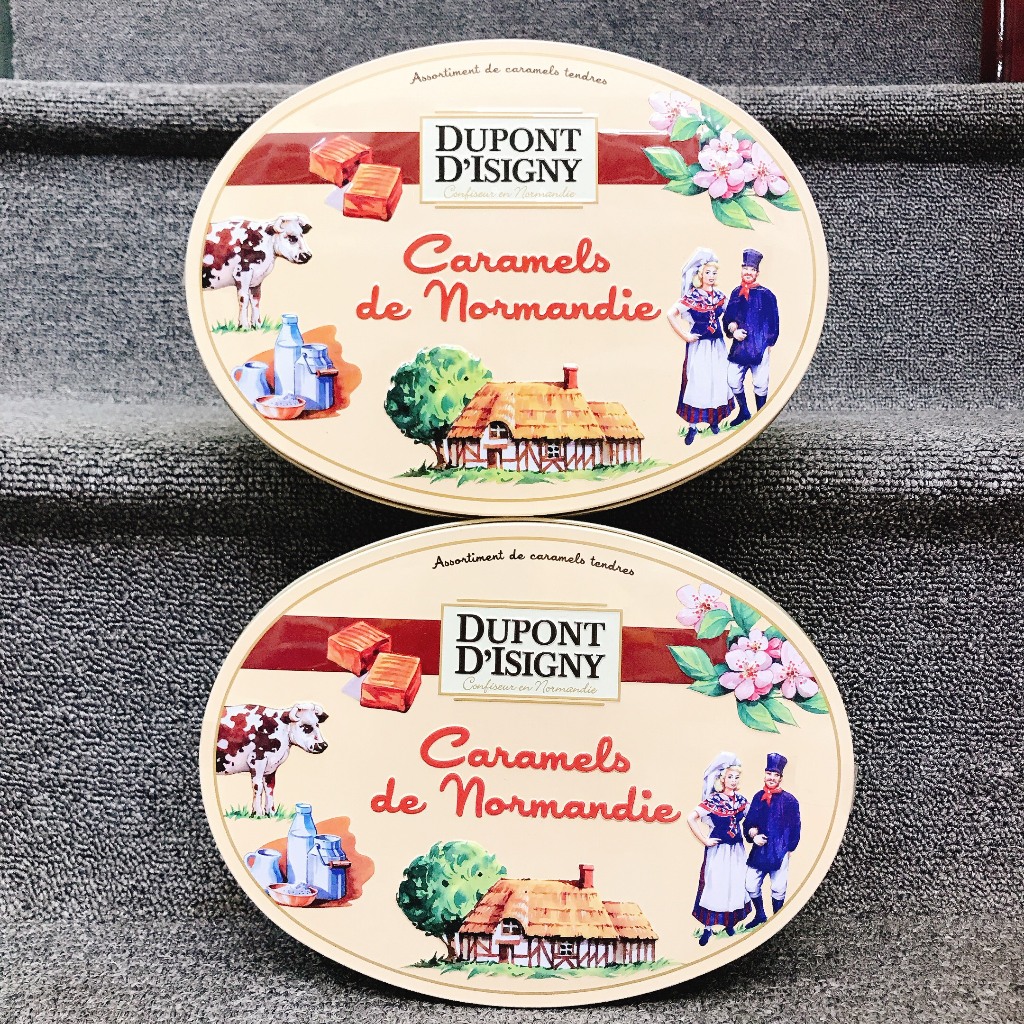 Assortiment de caramels tendres
DUPONT
D'ISIGNY
Confiseur en Normandie
Caramels
de Normandie
Assortiment de caramels tendres
DUPONT
D'ISIGNY
Confiseur en Normandie
Caramels
de Normandie